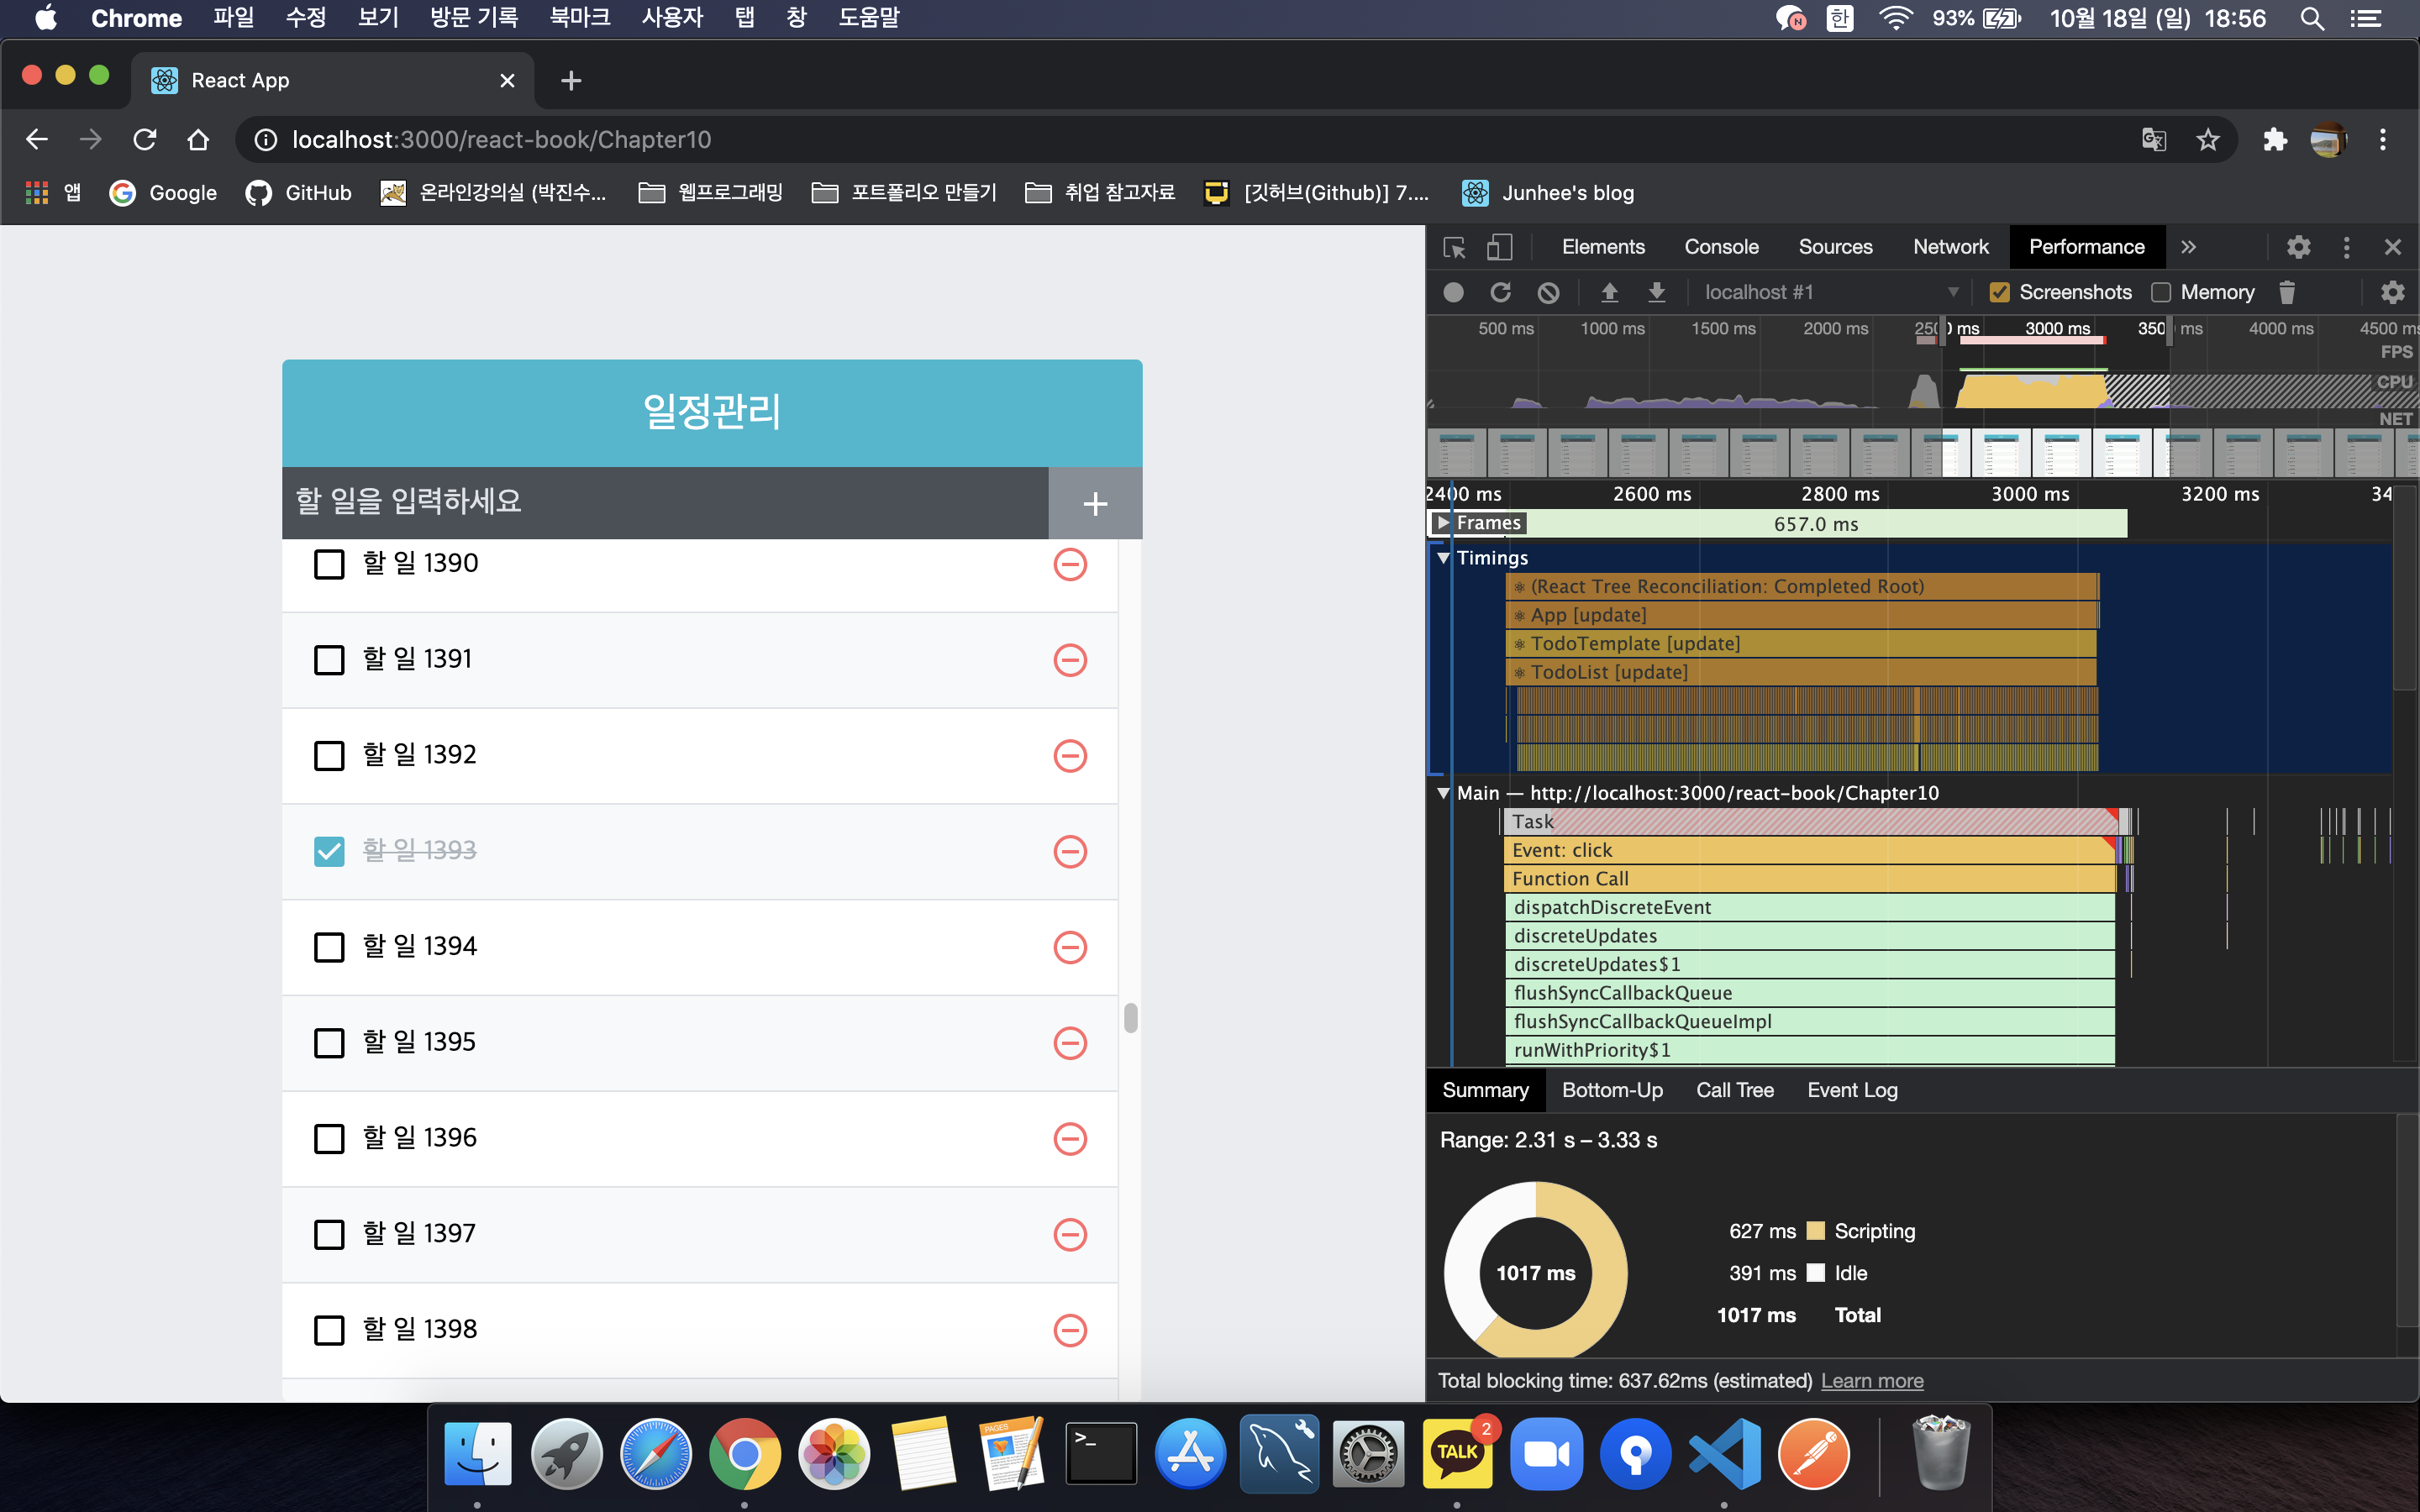 Chrome 파일 수정 보기 방문 기록 북마크 사용자 탭 창 도움말 한 93% 10월 18일 (일) 18:56
React App
localhost:3000/react-book/Chapter10
앱 Google GitHub 온라인강의실 (박진수... 웹프로그래밍 포트폴리오 만들기 취업 참고자료 [깃허브(Github)] 7.... Junhee's blog
일정관리
할 일을 입력하세요 +
할 일 1390
할 일 1391
할 일 1392
할 일 1393
할 일 1394
할 일 1395
할 일 1396
할 일 1397
할 일 1398
Elements Console Sources Network Performance
localhost #1 Screenshots Memory
500 ms 1000 ms 1500 ms 2000 ms 250 ms 3000 ms 350 ms 4000 ms 4500 ms
FPS
CPU
NET
2400 ms 2600 ms 2800 ms 3000 ms 3200 ms 34
Frames 657.0 ms
Timings
(React Tree Reconciliation: Completed Root)
App [update]
TodoTemplate [update]
TodoList [update]
Main — http://localhost:3000/react-book/Chapter10
Task
Event: click
Function Call
dispatchDiscreteEvent
discreteUpdates
discreteUpdates$1
flushSyncCallbackQueue
flushSyncCallbackQueueImpl
runWithPriority$1
Summary Bottom-Up Call Tree Event Log
Range: 2.31 s – 3.33 s
1017 ms
627 ms Scripting
391 ms Idle
1017 ms Total
Total blocking time: 637.62ms (estimated) Learn more
PAGES
>_
TALK
2